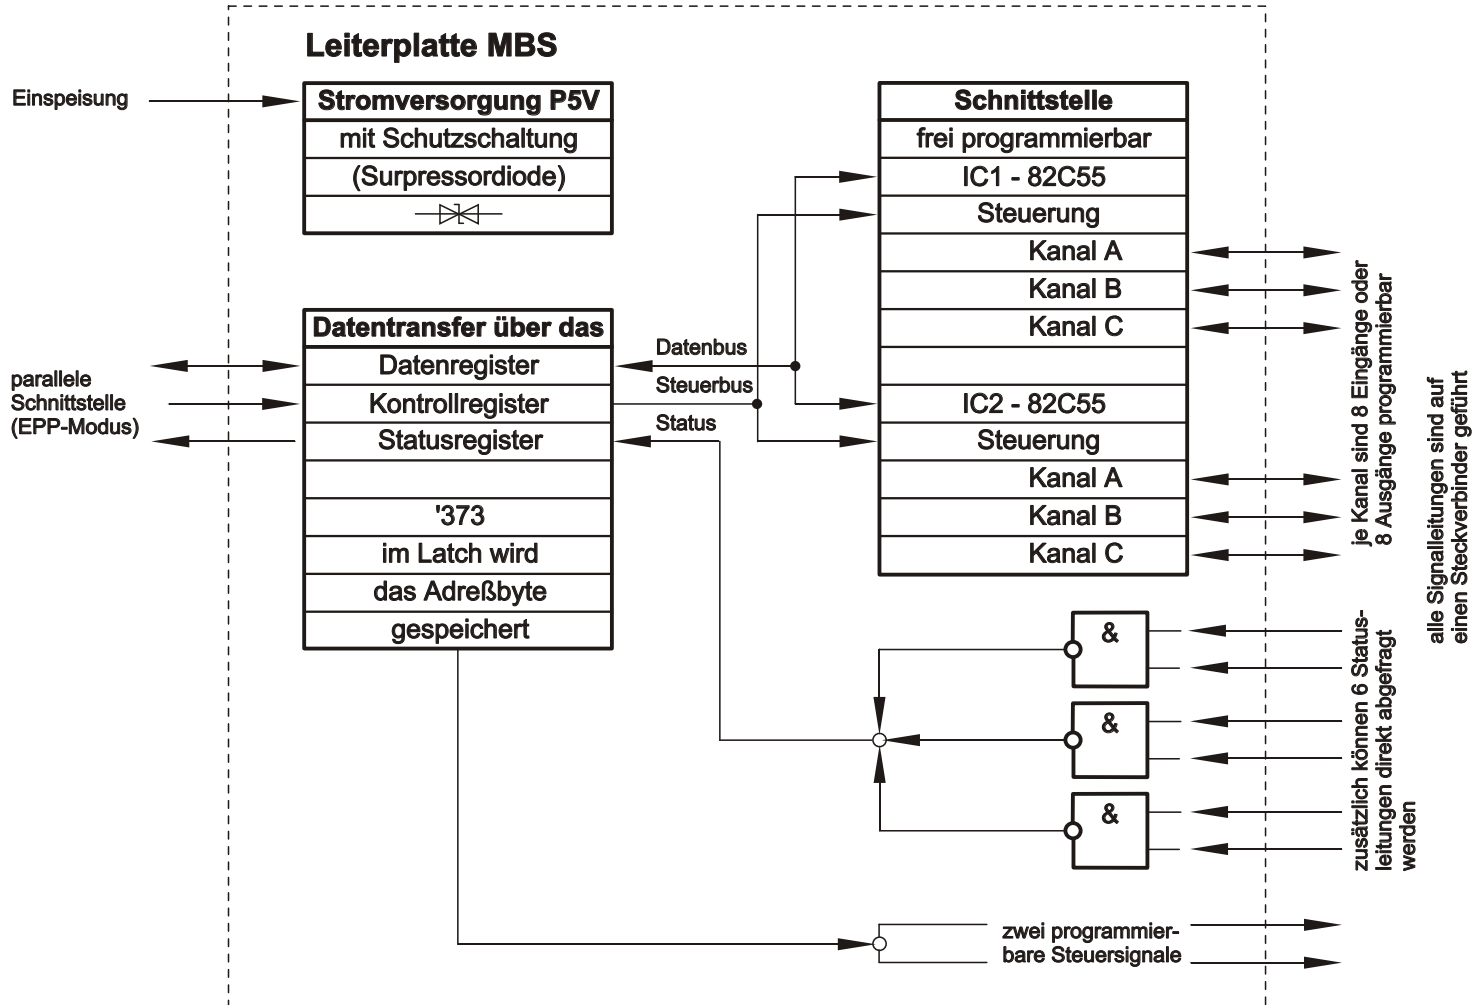 Leiterplatte MBS
Einspeisung
Stromversorgung P5V
mit Schutzschaltung
(Surpressordiode)
Schnittstelle
frei programmierbar
IC1 - 82C55
Steuerung
Kanal A
Kanal B
Kanal C
IC2 - 82C55
Steuerung
Kanal A
Kanal B
Kanal C
parallele
Schnittstelle
(EPP-Modus)
Datentransfer über das
Datenregister
Kontrollregister
Statusregister
'373
im Latch wird
das Adreßbyte
gespeichert
Datenbus
Steuerbus
Status
je Kanal sind 8 Eingänge oder
8 Ausgänge programmierbar
alle Signalleitungen sind auf
einen Steckverbinder geführt
&
&
&
zusätzlich können 6 Status-
leitungen direkt abgefragt
werden
zwei programmier-
bare Steuersignale